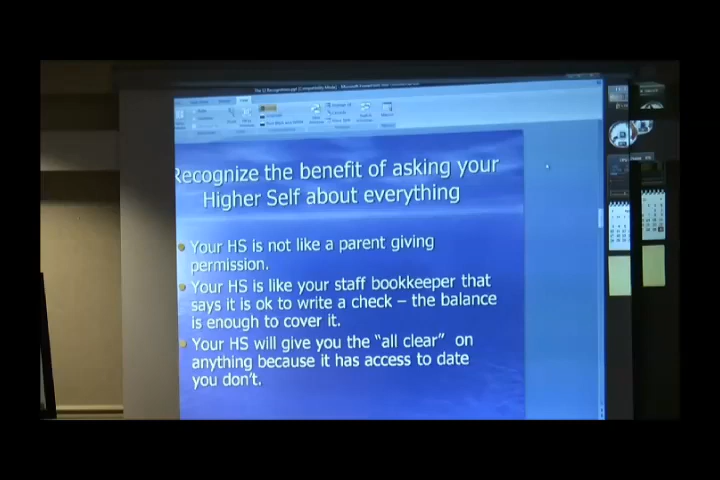 Recognize the benefit of asking your
Higher Self about everything
Your HS is not like a parent giving
permission.
Your HS is like your staff bookkeeper that
says it is ok to write a check – the balance
is enough to cover it.
Your HS will give you the "all clear" on
anything because it has access to date
you don't.